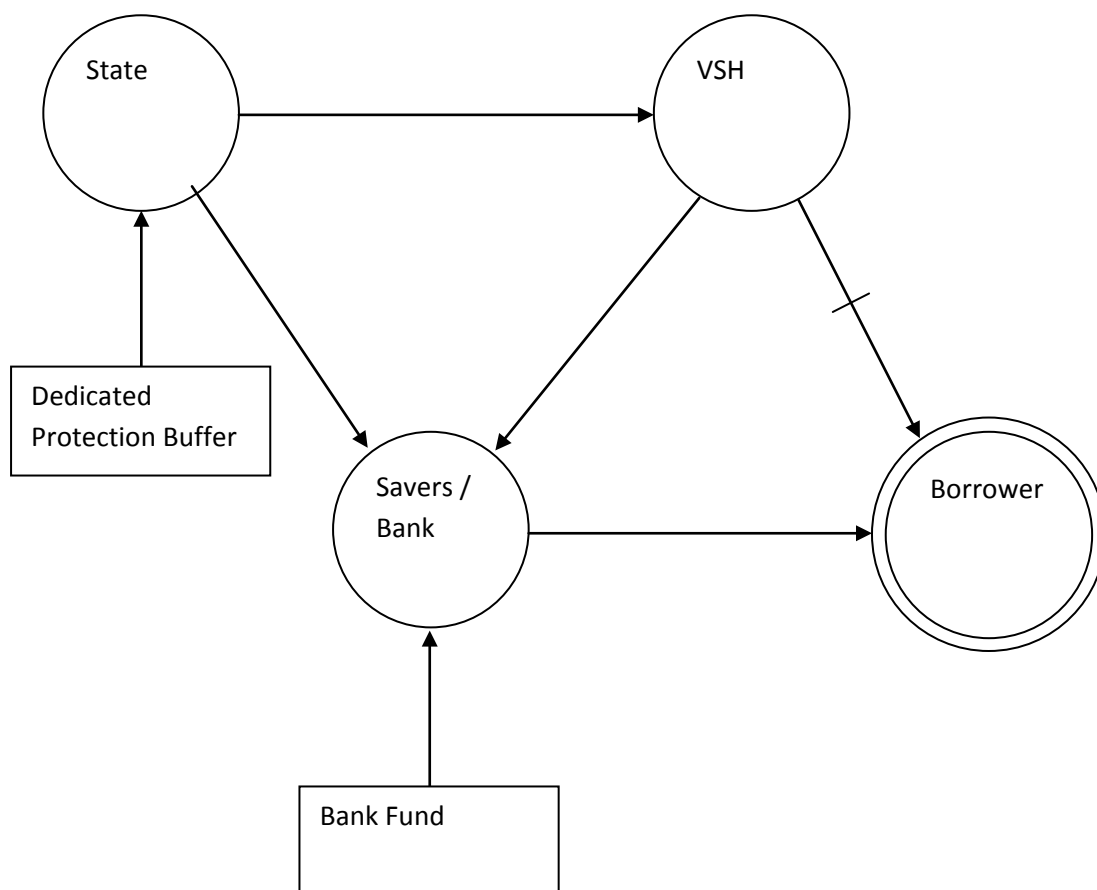 State
VSH
Dedicated
Protection Buffer
Savers /
Bank
Borrower
Bank Fund